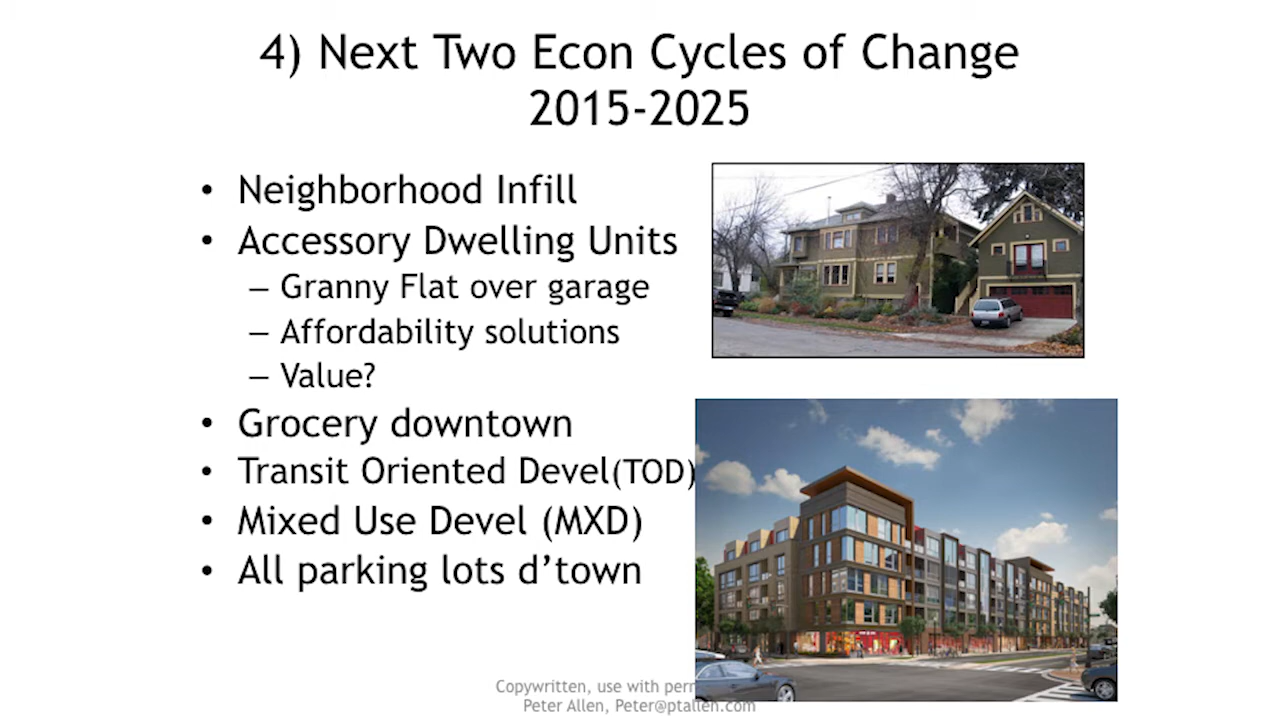 4) Next Two Econ Cycles of Change
2015-2025
• Neighborhood Infill
• Accessory Dwelling Units
– Granny Flat over garage
– Affordability solutions
– Value?
• Grocery downtown
• Transit Oriented Devel(TOD)
• Mixed Use Devel (MXD)
• All parking lots d’town
Copywritten, use with
Peter Allen, Peter@ptallen.com